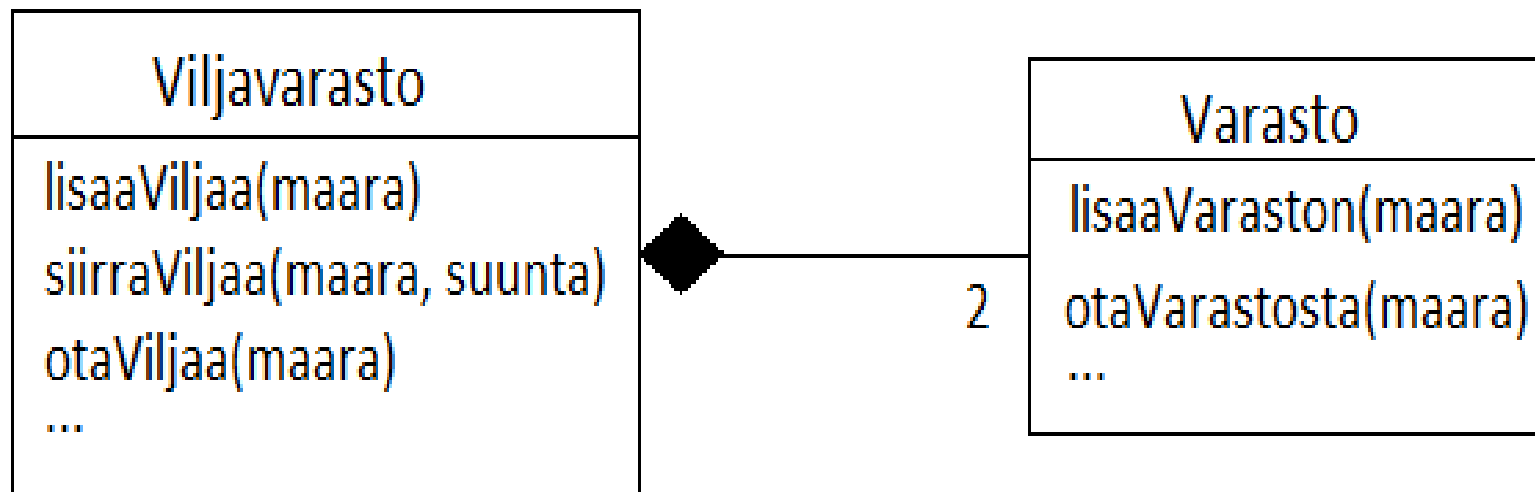 Viljavarasto
lisaaViljaa(maara)
siirraViljaa(maara, suunta)
otaViljaa(maara)
...
2
Varasto
lisaaVaraston(maara)
otaVarastosta(maara)
...